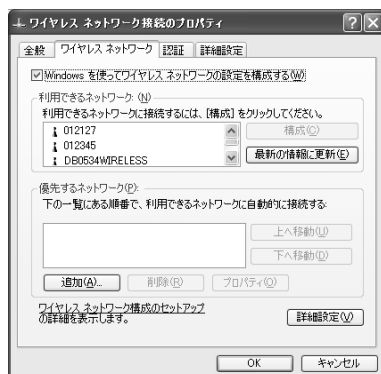 ワイヤレス ネットワーク接続のプロパティ
全般 ワイヤレス ネットワーク 認証 詳細設定
Windows を使ってワイヤレス ネットワークの設定を構成する(W)
利用できるネットワーク: (N)
利用できるネットワークに接続するには、[構成] をクリックしてください。
012127
012345
DB0534WIRELESS
構成(C)
最新の情報に更新(E)
優先するネットワーク(P):
下の一覧にある順番で、利用できるネットワークに自動的に接続する:
上へ移動(U)
下へ移動(D)
追加(A)... 削除(R) プロパティ(O)
ワイヤレス ネットワーク構成のセットアップ
の詳細を表示します。
詳細設定(V)
OK キャンセル